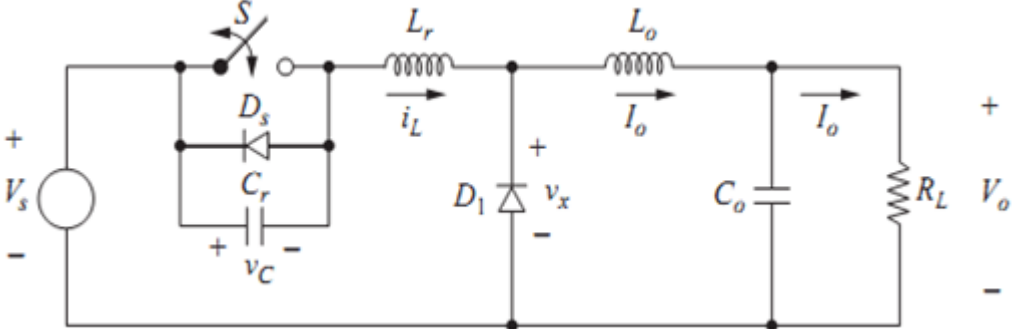 S
L_r
L_o
D_s
i_L
I_o
I_o
+
V_s
−
C_r
+
−
v_C
D_1
+
v_x
−
C_o
R_L
+
V_o
−